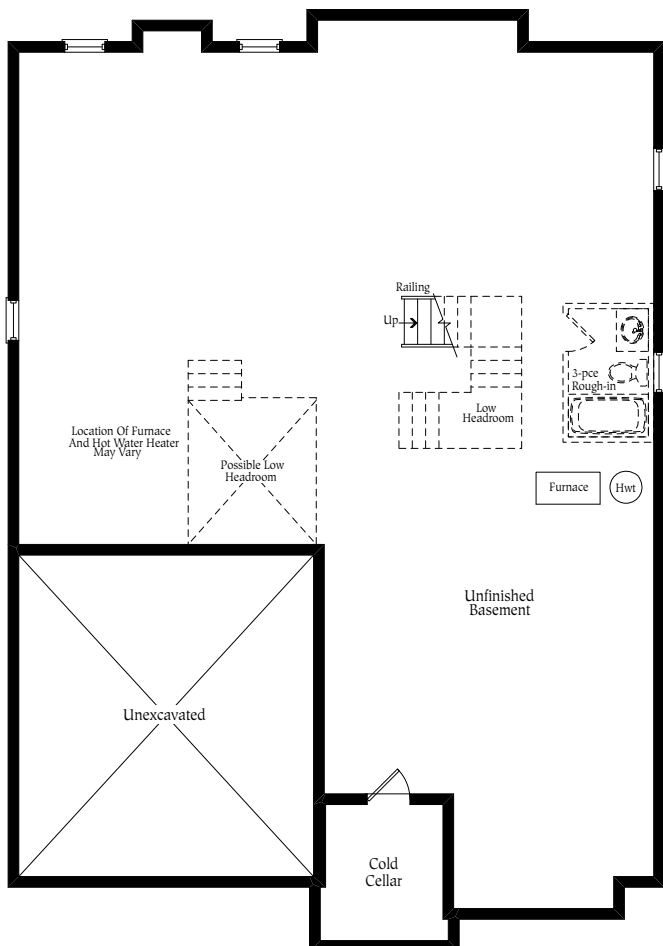 Railing
Up
3-pce
Rough-in
Low
Headroom
Location Of Furnace
And Hot Water Heater
May Vary
Possible Low
Headroom
Furnace
Hwt
Unfinished
Basement
Unexcavated
Cold
Cellar